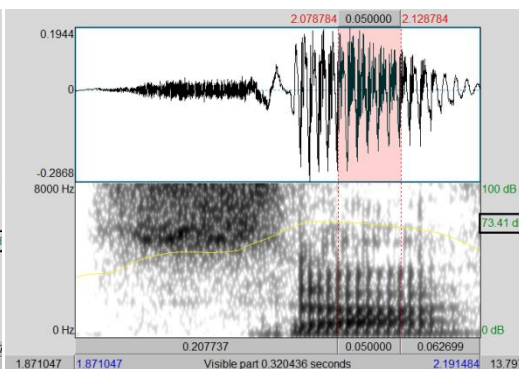 2.078784 0.050000 2.128784
0.1944
0
-0.2868
8000 Hz 100 dB
73.41 d
0 Hz 0 dB
0.207737 0.050000 0.062699
1.871047 1.871047 Visible part 0.320436 seconds 2.191484 13.797